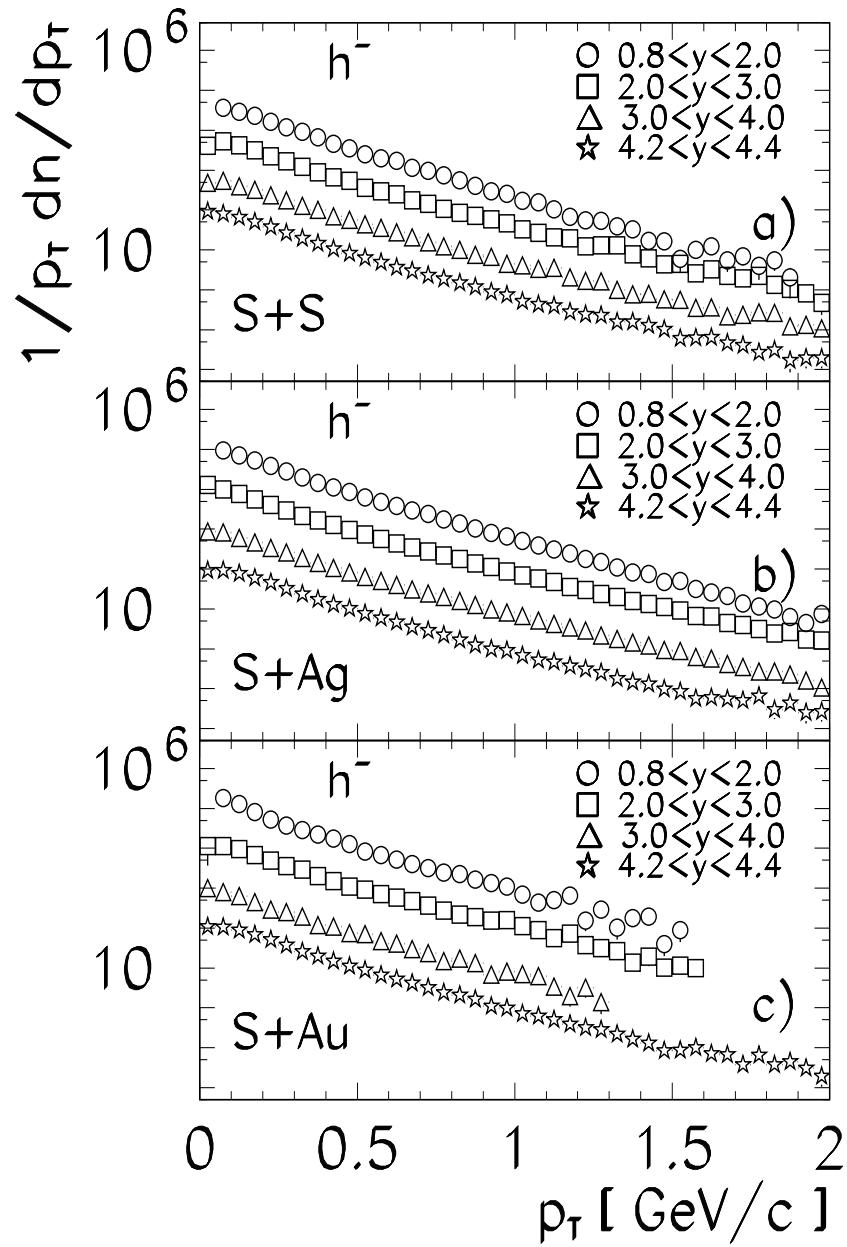 1/p_T dn/dp_T
10^6
h^-
0.8<y<2.0
2.0<y<3.0
3.0<y<4.0
4.2<y<4.4
a)
10
S+S
10^6
h^-
0.8<y<2.0
2.0<y<3.0
3.0<y<4.0
4.2<y<4.4
b)
10
S+Ag
10^6
h^-
0.8<y<2.0
2.0<y<3.0
3.0<y<4.0
4.2<y<4.4
10
c)
S+Au
0 0.5 1 1.5 2
p_T [ GeV/c ]